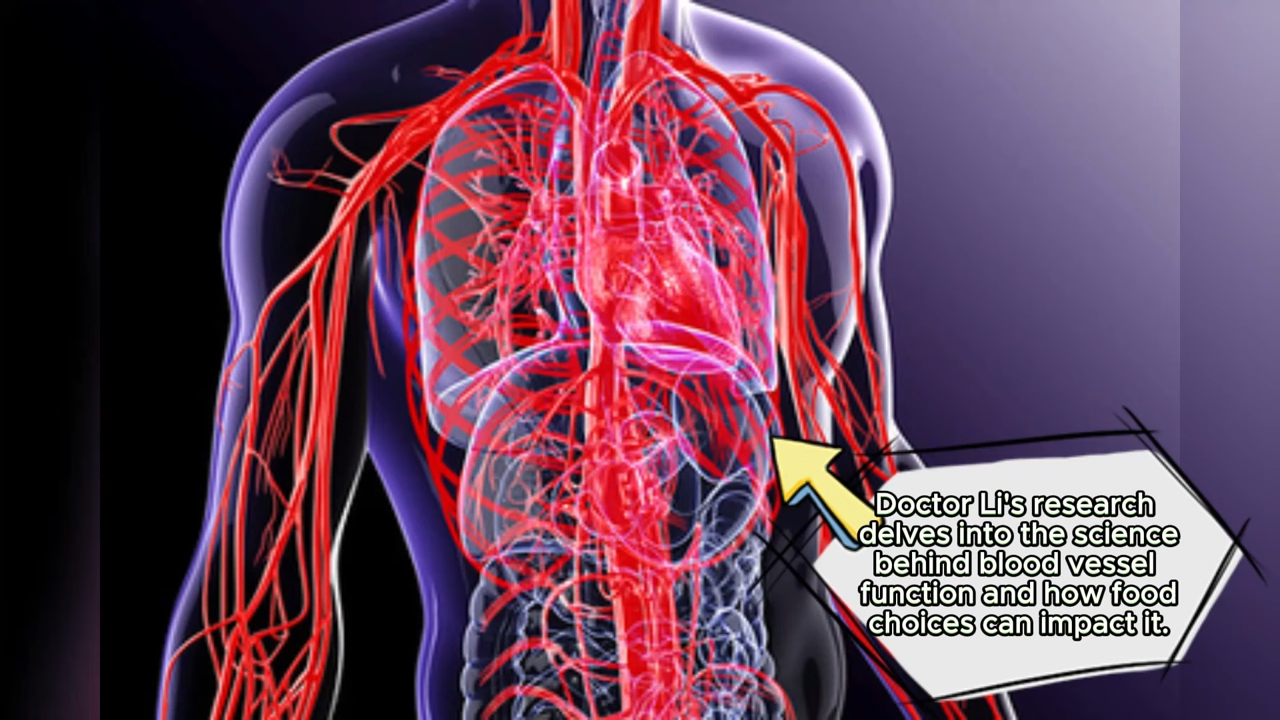 Doctor Li's research
delves into the science
behind blood vessel
function and how food
choices can impact it.